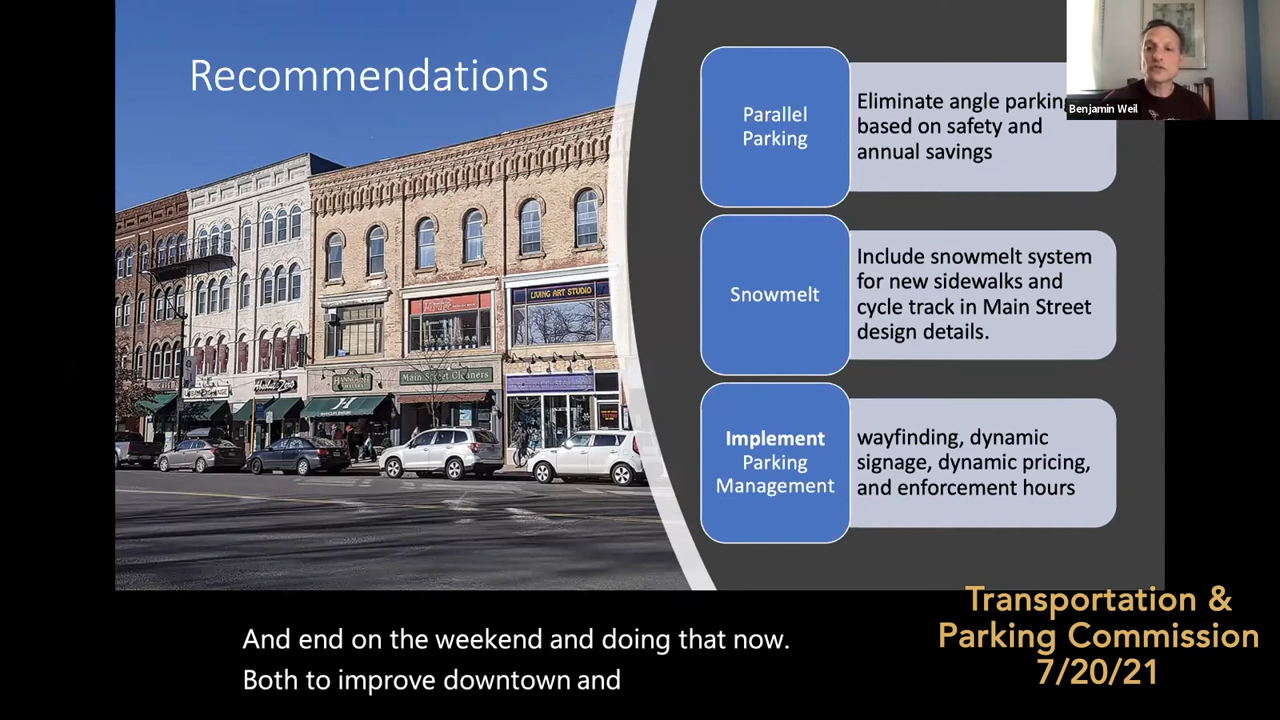 Recommendations
Parallel
Parking
Eliminate angle parking
based on safety and
annual savings
Benjamin Weil
Snowmelt
Include snowmelt system
for new sidewalks and
cycle track in Main Street
design details.
Implement
Parking
Management
wayfinding, dynamic
signage, dynamic pricing,
and enforcement hours
LIVING ART STUDIO
Main Street Cleaners
And end on the weekend and doing that now.
Both to improve downtown and
Transportation &
Parking Commission
7/20/21